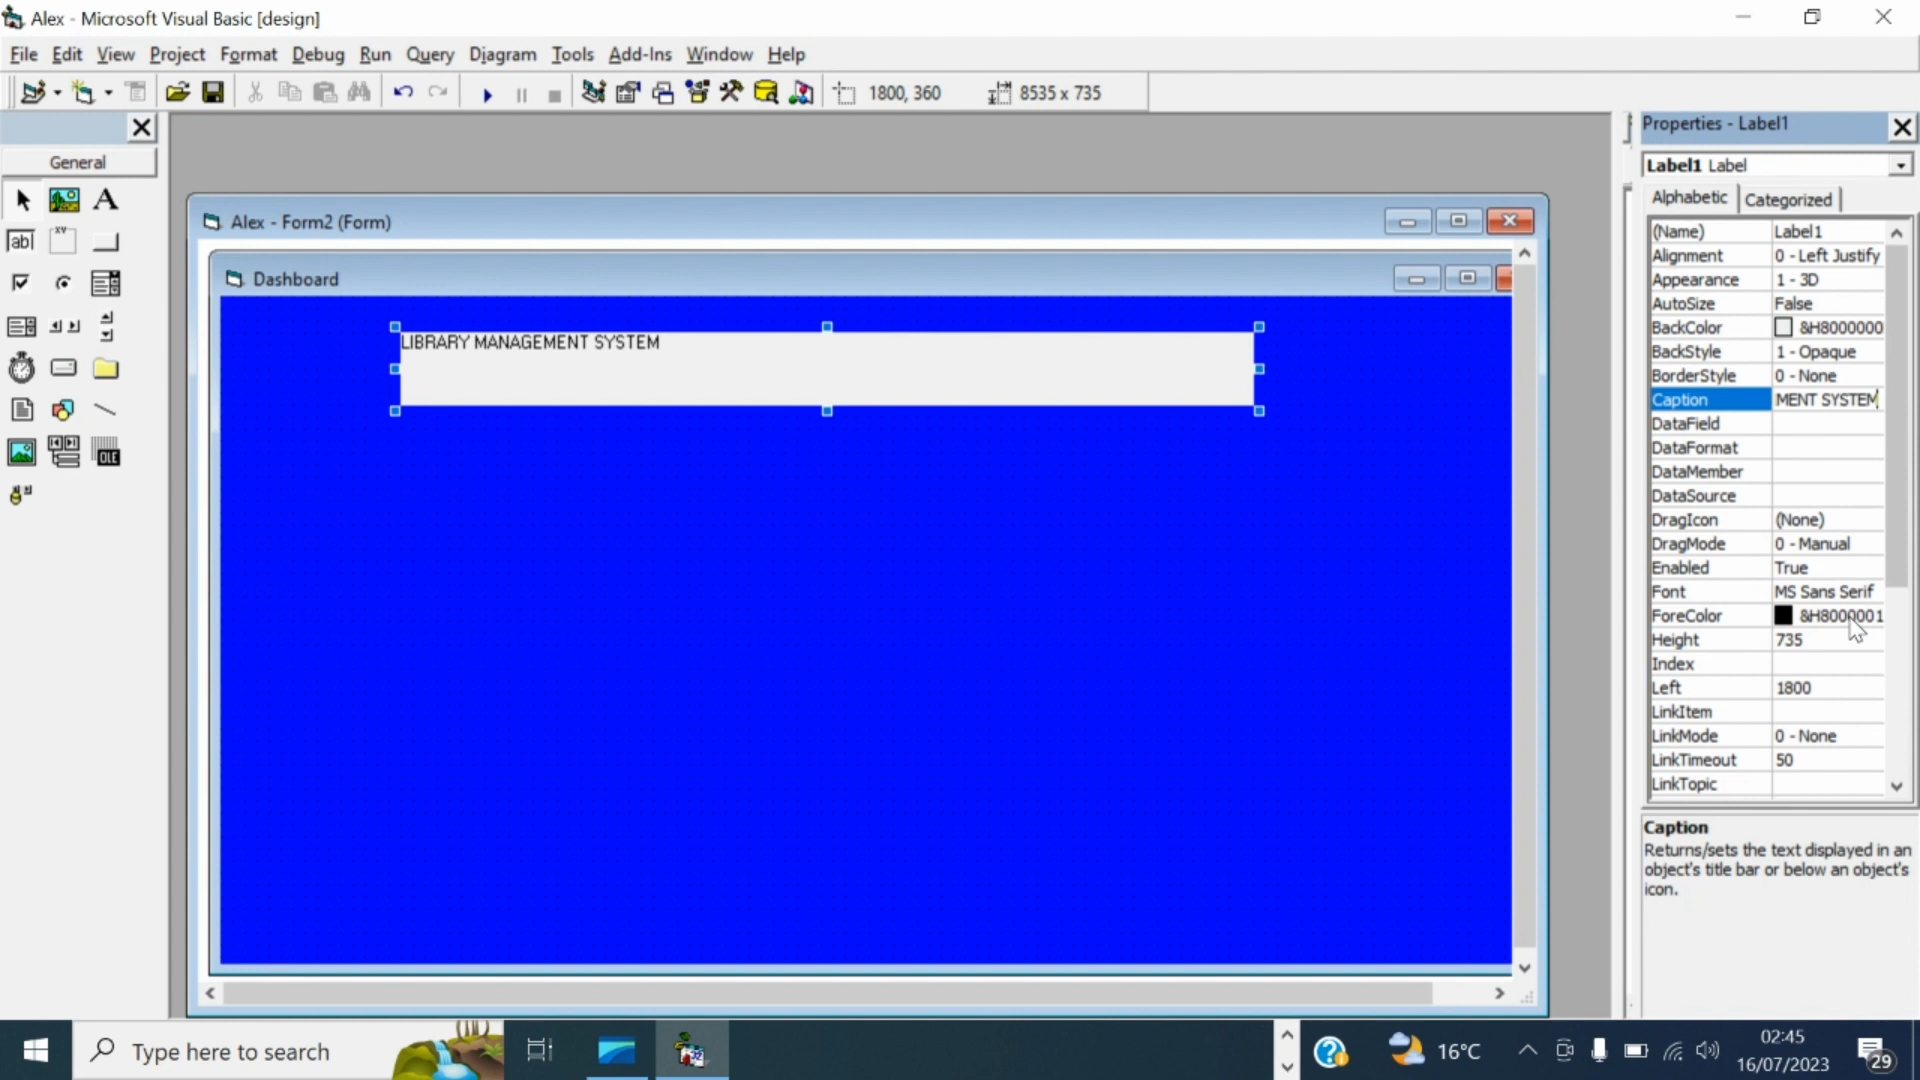 Alex - Microsoft Visual Basic [design]
File Edit View Project Format Debug Run Query Diagram Tools Add-Ins Window Help
1800, 360 8535 x 735
General
A
abl
xv
OLE
Alex - Form2 (Form)
Dashboard
LIBRARY MANAGEMENT SYSTEM
Properties - Label1
Label1 Label
Alphabetic Categorized
(Name) Label1
Alignment 0 - Left Justify
Appearance 1 - 3D
AutoSize False
BackColor &H8000000
BackStyle 1 - Opaque
BorderStyle 0 - None
Caption MENT SYSTEM
DataField
DataFormat
DataMember
DataSource
DragIcon (None)
DragMode 0 - Manual
Enabled True
Font MS Sans Serif
ForeColor &H8000001
Height 735
Index
Left 1800
LinkItem
LinkMode 0 - None
LinkTimeout 50
LinkTopic
Caption
Returns/sets the text displayed in an
object's title bar or below an object's
icon.
Type here to search
16°C
02:45
16/07/2023
29